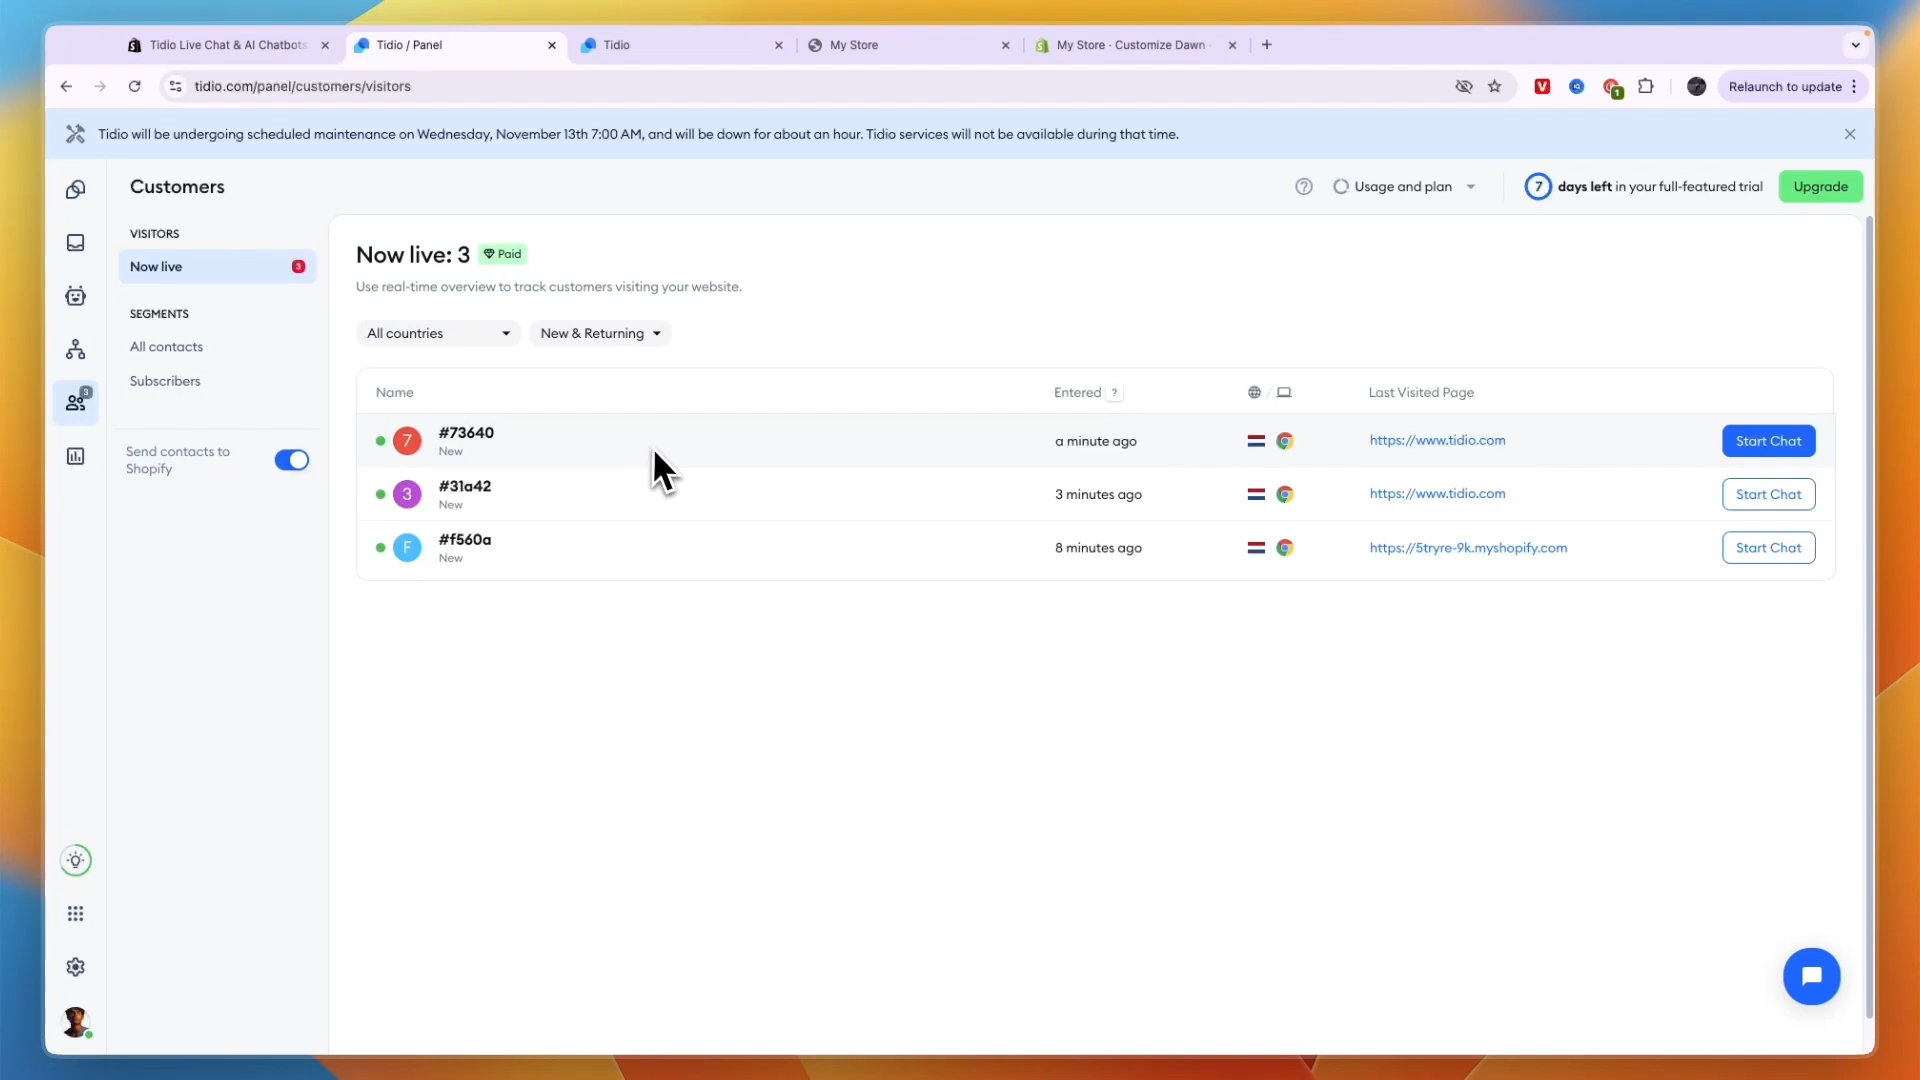 Tidio Live Chat & AI Chatbots
Tidio / Panel
Tidio
My Store
My Store · Customize Dawn ·
tidio.com/panel/customers/visitors
1
Relaunch to update
Tidio will be undergoing scheduled maintenance on Wednesday, November 13th 7:00 AM, and will be down for about an hour. Tidio services will not be available during that time.
Customers
Usage and plan
7 days left in your full-featured trial
Upgrade
VISITORS
Now live 3
SEGMENTS
All contacts
Subscribers
3
Send contacts to
Shopify
Now live: 3 Paid
Use real-time overview to track customers visiting your website.
All countries
New & Returning
Name
Entered ?
/
Last Visited Page
7 #73640
New
a minute ago
https://www.tidio.com
Start Chat
3 #31a42
New
3 minutes ago
https://www.tidio.com
Start Chat
F #f560a
New
8 minutes ago
https://5tryre-9k.myshopify.com
Start Chat